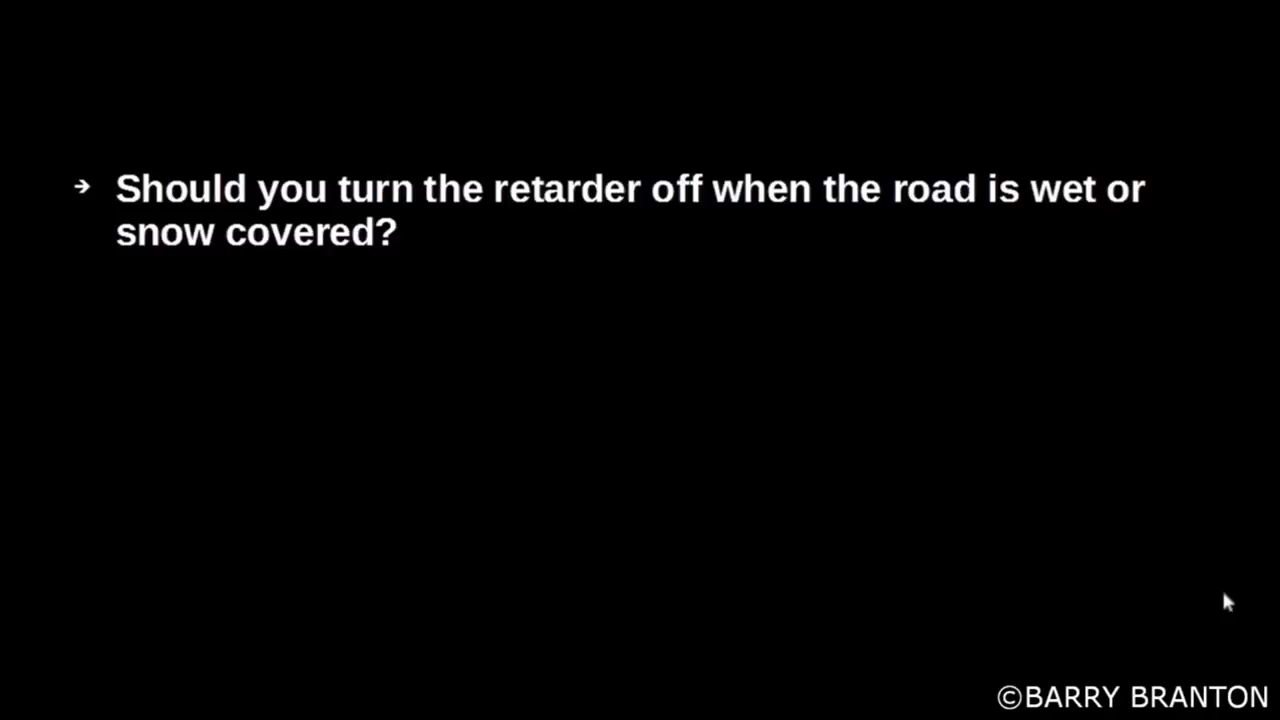 → Should you turn the retarder off when the road is wet or
snow covered?
©BARRY BRANTON